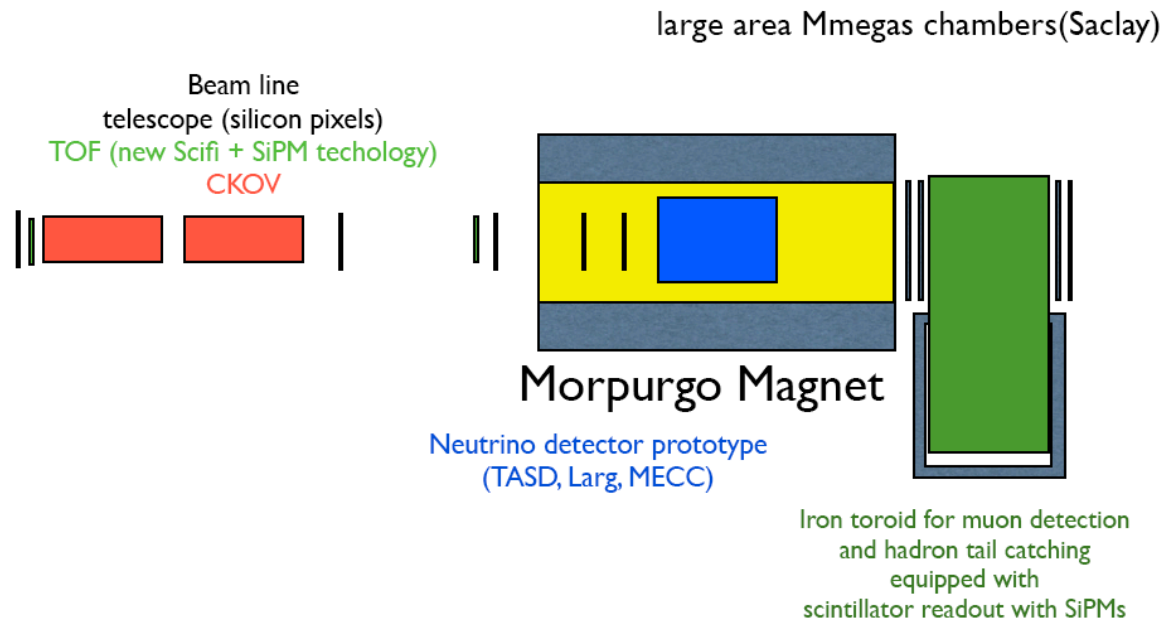 large area Mmegas chambers(Saclay)
Beam line
telescope (silicon pixels)
TOF (new Scifi + SiPM techology)
CKOV
Morpurgo Magnet
Neutrino detector prototype
(TASD, Larg, MECC)
Iron toroid for muon detection
and hadron tail catching
equipped with
scintillator readout with SiPMs